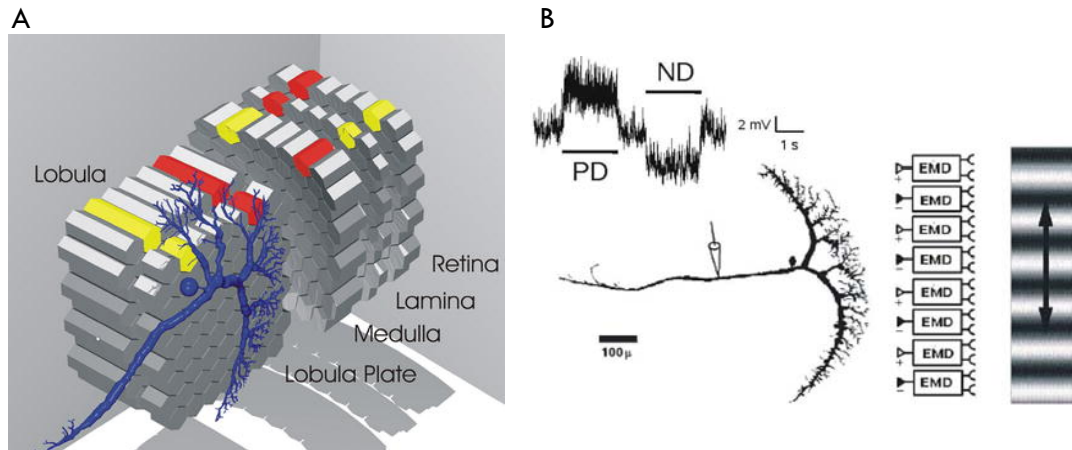 A
Lobula
Retina
Lamina
Medulla
Lobula Plate
B
ND
2 mV
1 s
PD
100µ
EMD
+
EMD
−
EMD
+
EMD
−
EMD
+
EMD
−
EMD
+
EMD
−